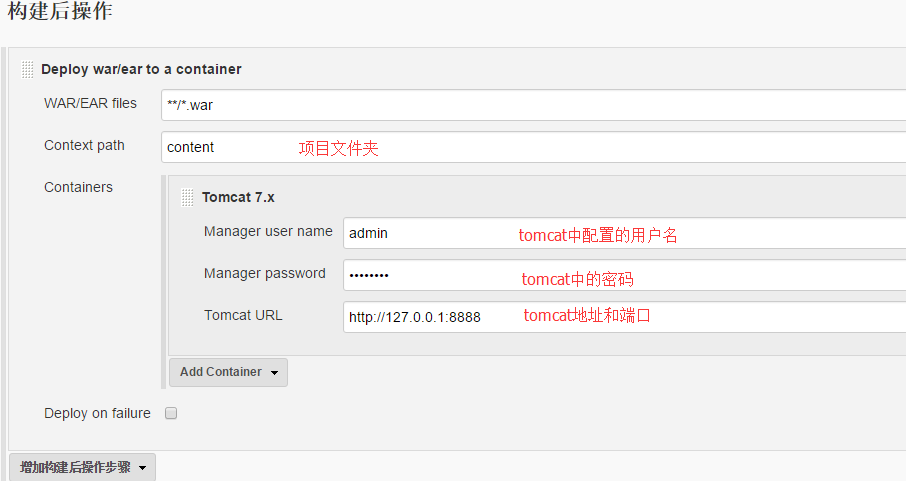 构建后操作
Deploy war/ear to a container
WAR/EAR files
**/*.war
Context path
content 项目文件夹
Containers
Tomcat 7.x
Manager user name
admin tomcat中配置的用户名
Manager password
•••••••• tomcat中的密码
Tomcat URL
http://127.0.0.1:8888 tomcat地址和端口
Add Container
Deploy on failure
增加构建后操作步骤